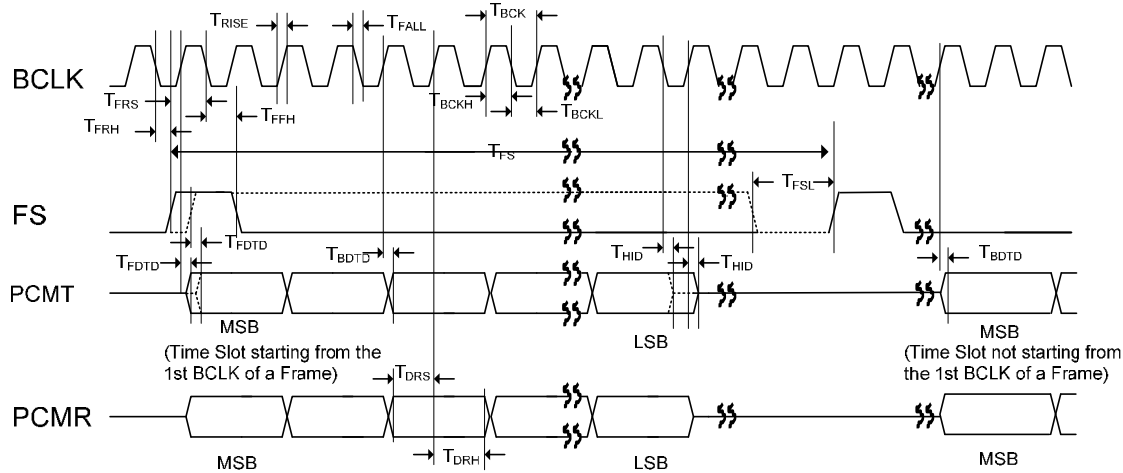 TRISE
TFALL
TBCK
BCLK
TFRS
TFFH
TBCKH
TBCKL
TFRH
TFS
TFSL
FS
TFDTD
TFDTD
TBDTD
THID
THID
TBDTD
PCMT
MSB
LSB
MSB
(Time Slot starting from the
1st BCLK of a Frame)
(Time Slot not starting from
the 1st BCLK of a Frame)
TDRS
PCMR
TDRH
MSB
LSB
MSB